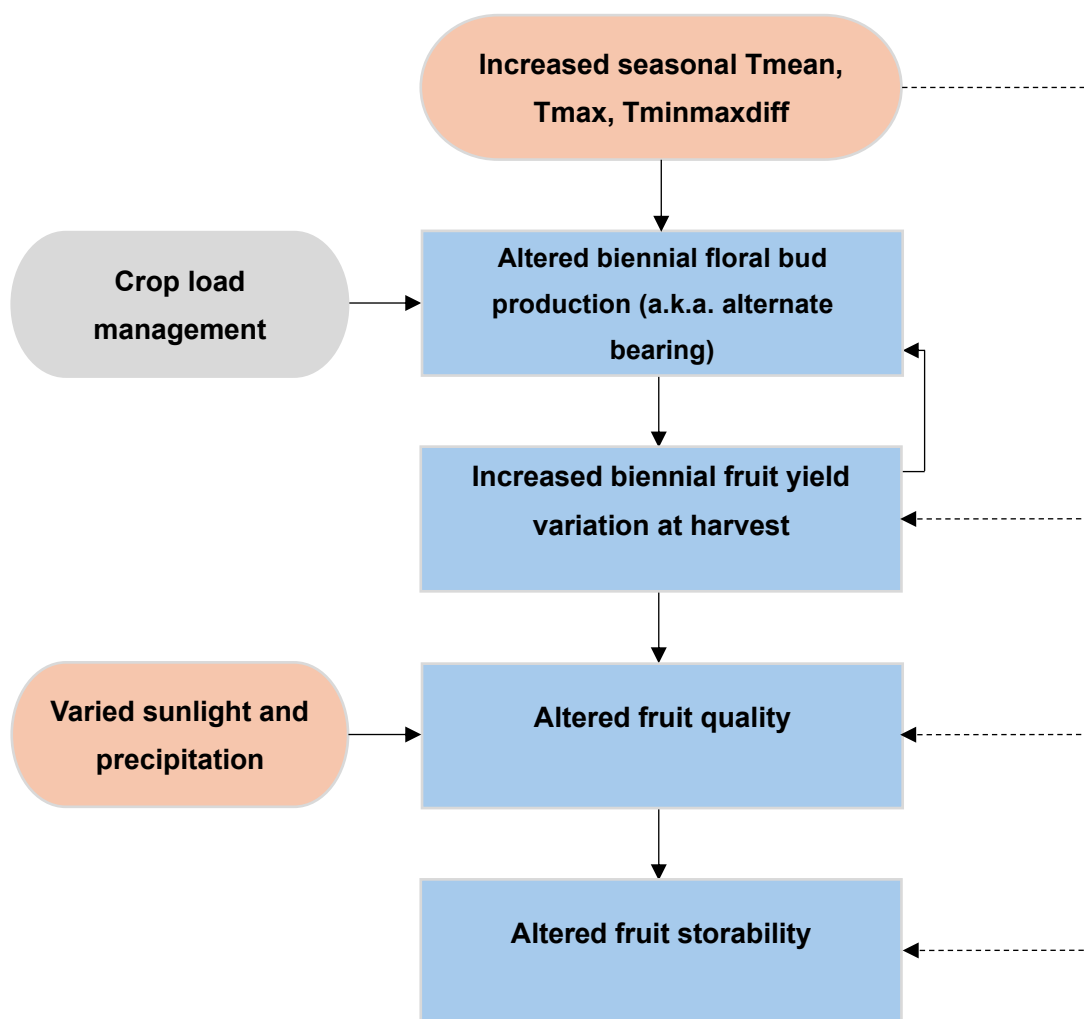 Increased seasonal Tmean,
Tmax, Tminmaxdiff
Altered biennial floral bud
production (a.k.a. alternate
bearing)
Crop load
management
Increased biennial fruit yield
variation at harvest
Altered fruit quality
Varied sunlight and
precipitation
Altered fruit storability